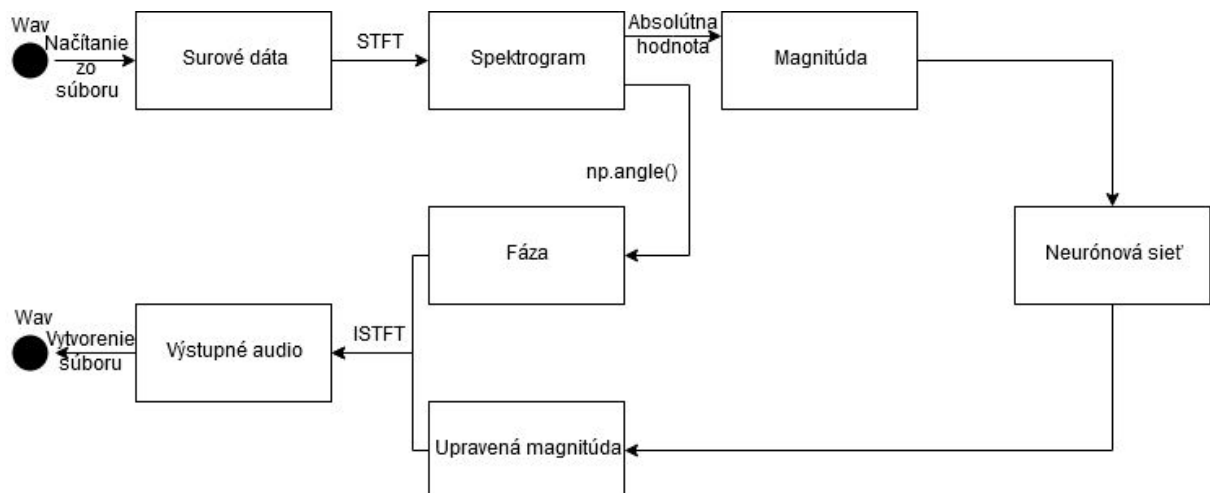 Wav
Načítanie
zo
súboru
Surové dáta
STFT
Spektrogram
Absolútna
hodnota
Magnitúda
np.angle()
Fáza
Neurónová sieť
Wav
Vytvorenie
súboru
Výstupné audio
ISTFT
Upravená magnitúda